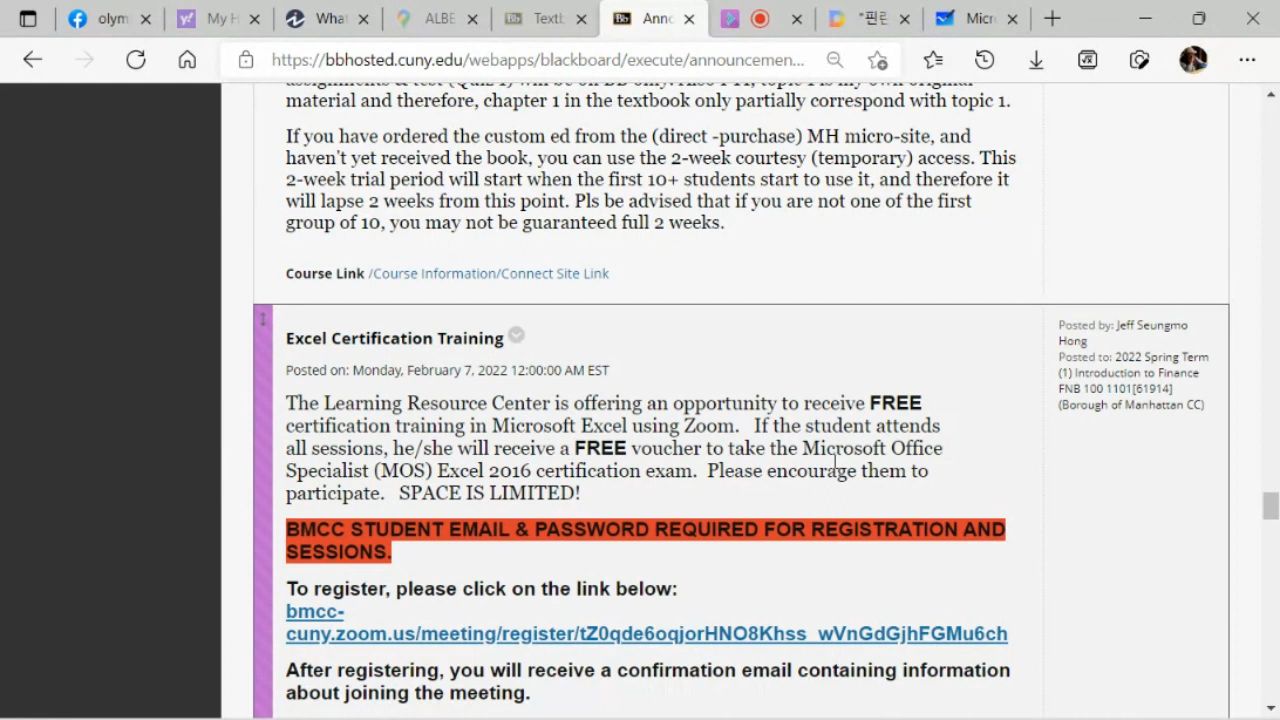 olym
My H
What
ALBE
Textb
Anno
"핀란
Micr
https://bbhosted.cuny.edu/webapps/blackboard/execute/announcemen...
material and therefore, chapter 1 in the textbook only partially correspond with topic 1.
If you have ordered the custom ed from the (direct -purchase) MH micro-site, and
haven't yet received the book, you can use the 2-week courtesy (temporary) access. This
2-week trial period will start when the first 10+ students start to use it, and therefore it
will lapse 2 weeks from this point. Pls be advised that if you are not one of the first
group of 10, you may not be guaranteed full 2 weeks.
Course Link /Course Information/Connect Site Link
Excel Certification Training
Posted on: Monday, February 7, 2022 12:00:00 AM EST
The Learning Resource Center is offering an opportunity to receive FREE
certification training in Microsoft Excel using Zoom. If the student attends
all sessions, he/she will receive a FREE voucher to take the Microsoft Office
Specialist (MOS) Excel 2016 certification exam. Please encourage them to
participate. SPACE IS LIMITED!
BMCC STUDENT EMAIL & PASSWORD REQUIRED FOR REGISTRATION AND
SESSIONS.
To register, please click on the link below:
bmcc-
cuny.zoom.us/meeting/register/tZ0qde6oqjorHNO8Khss_wVnGdGjhFGMu6ch
After registering, you will receive a confirmation email containing information
about joining the meeting.
Posted by: Jeff Seungmo
Hong
Posted to: 2022 Spring Term
(1) Introduction to Finance
FNB 100 1101[61914]
(Borough of Manhattan CC)